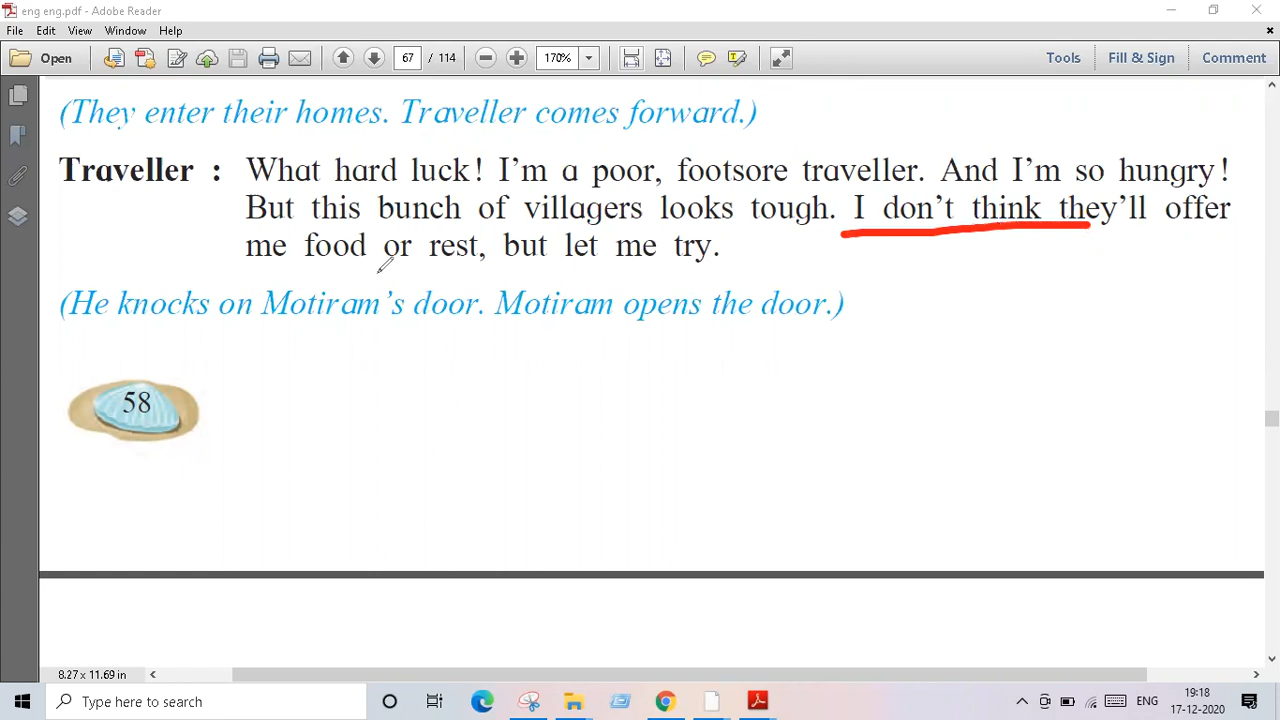 eng eng.pdf - Adobe Reader
File Edit View Window Help
Open 67 / 114 170% Tools Fill & Sign Comment
(They enter their homes. Traveller comes forward.)
Traveller : What hard luck! I'm a poor, footsore traveller. And I'm so hungry!
But this bunch of villagers looks tough. I don't think they'll offer
me food or rest, but let me try.
(He knocks on Motiram's door. Motiram opens the door.)
58
8.27 x 11.69 in
Type here to search
ENG
19:18
17-12-2020